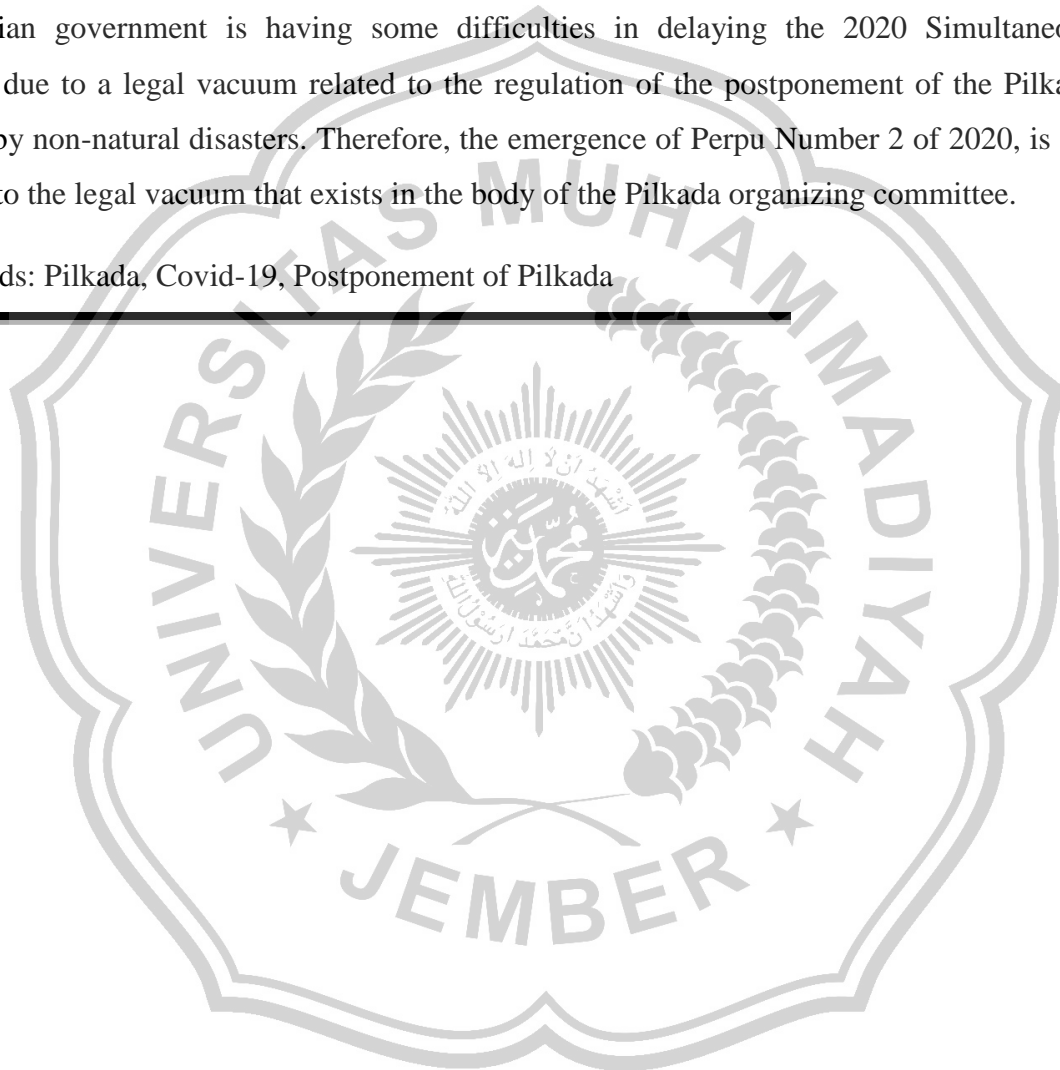 ian government is having some difficulties in delaying the 2020 Simultaneo
due to a legal vacuum related to the regulation of the postponement of the Pilka
by non-natural disasters. Therefore, the emergence of Perpu Number 2 of 2020, is
to the legal vacuum that exists in the body of the Pilkada organizing committee.
ds: Pilkada, Covid-19, Postponement of Pilkada
UNIVERSITAS MUHAMMADIYAH
JEMBER